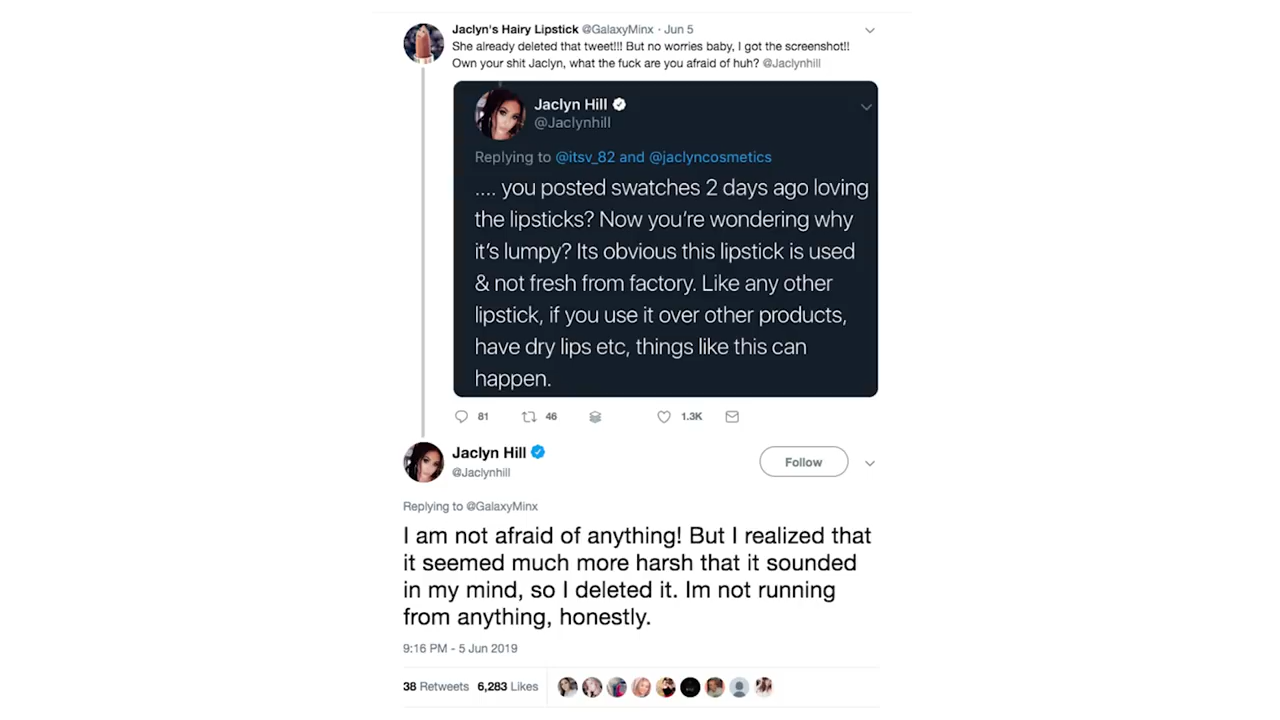 Jaclyn's Hairy Lipstick @GalaxyMinx · Jun 5
She already deleted that tweet!!! But no worries baby, I got the screenshot!!
Own your shit Jaclyn, what the fuck are you afraid of huh? @Jaclynhill
Jaclyn Hill
@Jaclynhill
Replying to @itsv_82 and @jaclyncosmetics
.... you posted swatches 2 days ago loving
the lipsticks? Now you're wondering why
it's lumpy? Its obvious this lipstick is used
& not fresh from factory. Like any other
lipstick, if you use it over other products,
have dry lips etc, things like this can
happen.
81 46 1.3K
Jaclyn Hill
@Jaclynhill
Follow
Replying to @GalaxyMinx
I am not afraid of anything! But I realized that
it seemed much more harsh that it sounded
in my mind, so I deleted it. Im not running
from anything, honestly.
9:16 PM - 5 Jun 2019
38 Retweets 6,283 Likes